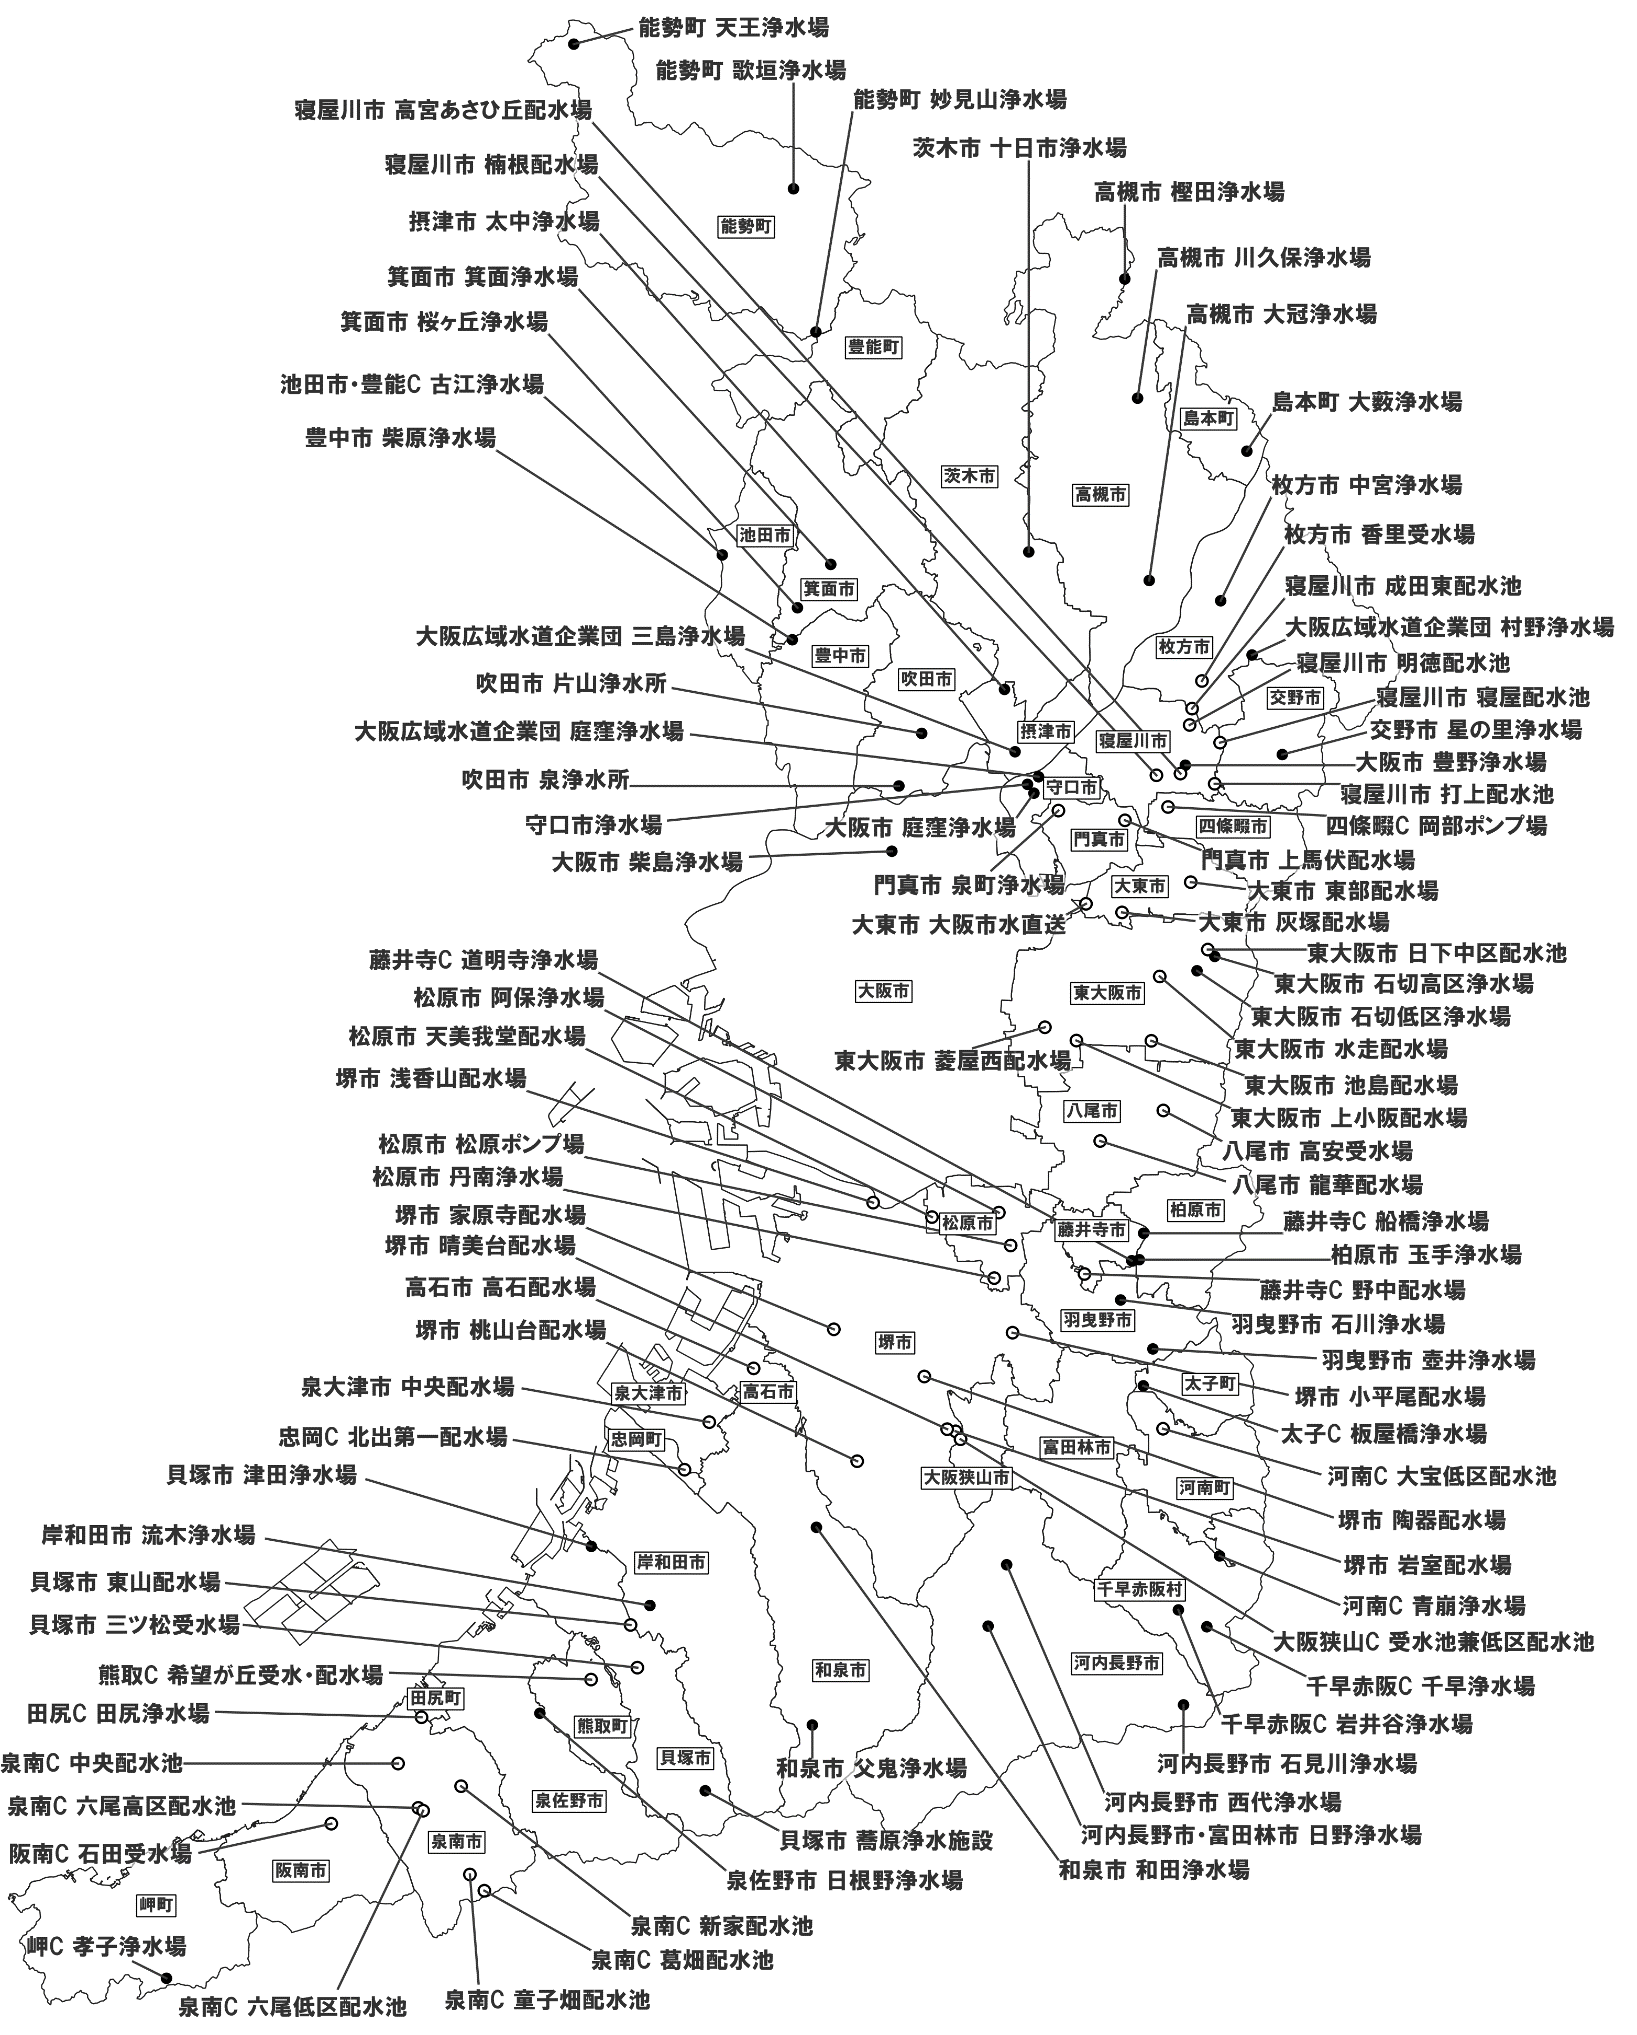 能勢町 天王浄水場
能勢町 歌垣浄水場
能勢町 妙見山浄水場
寝屋川市 高宮あさひ丘配水場
茨木市 十日市浄水場
寝屋川市 楠根配水場
高槻市 樫田浄水場
摂津市 太中浄水場
能勢町
高槻市 川久保浄水場
箕面市 箕面浄水場
高槻市 大冠浄水場
箕面市 桜ヶ丘浄水場
豊能町
池田市・豊能C 古江浄水場
島本町 大薮浄水場
島本町
豊中市 柴原浄水場
茨木市
枚方市 中宮浄水場
高槻市
池田市
枚方市 香里受水場
箕面市
寝屋川市 成田東配水池
大阪広域水道企業団 三島浄水場
大阪広域水道企業団 村野浄水場
枚方市
豊中市
寝屋川市 明徳配水池
吹田市
吹田市 片山浄水所
交野市
寝屋川市 寝屋配水池
大阪広域水道企業団 庭窪浄水場
摂津市
交野市 星の里浄水場
寝屋川市
大阪市 豊野浄水場
吹田市 泉浄水所
守口市
寝屋川市 打上配水池
守口市浄水場
大阪市 庭窪浄水場
四條畷市
四條畷C 岡部ポンプ場
門真市
大阪市 柴島浄水場
門真市 上馬伏配水場
門真市 泉町浄水場
大東市
大東市 東部配水場
大東市 大阪市水直送
大東市 灰塚配水場
藤井寺C 道明寺浄水場
東大阪市 日下中区配水池
東大阪市 石切高区浄水場
大阪市
東大阪市
松原市 阿保浄水場
東大阪市 石切低区浄水場
松原市 天美我堂配水場
東大阪市 水走配水場
東大阪市 菱屋西配水場
堺市 浅香山配水場
東大阪市 池島配水場
八尾市
東大阪市 上小阪配水場
松原市 松原ポンプ場
八尾市 高安受水場
松原市 丹南浄水場
八尾市 龍華配水場
堺市 家原寺配水場
柏原市
松原市
藤井寺市
藤井寺C 船橋浄水場
堺市 晴美台配水場
柏原市 玉手浄水場
高石市 高石配水場
藤井寺C 野中配水場
羽曳野市
堺市 桃山台配水場
羽曳野市 石川浄水場
堺市
羽曳野市 壺井浄水場
泉大津市 中央配水場
泉大津市
高石市
太子町
堺市 小平尾配水場
忠岡C 北出第一配水場
忠岡町
太子C 板屋橋浄水場
富田林市
貝塚市 津田浄水場
大阪狭山市
河南町
河南C 大宝低区配水池
堺市 陶器配水場
岸和田市 流木浄水場
岸和田市
堺市 岩室配水場
貝塚市 東山配水場
千早赤阪村
河南C 青崩浄水場
貝塚市 三ツ松受水場
大阪狭山C 受水池兼低区配水池
河内長野市
熊取C 希望が丘受水・配水場
和泉市
千早赤阪C 千早浄水場
田尻町
田尻C 田尻浄水場
熊取町
千早赤阪C 岩井谷浄水場
泉南C 中央配水池
貝塚市
和泉市 父鬼浄水場
河内長野市 石見川浄水場
泉南C 六尾高区配水池
泉佐野市
河内長野市 西代浄水場
泉南市
貝塚市 蕎原浄水施設
河内長野市・富田林市 日野浄水場
阪南C 石田受水場
阪南市
泉佐野市 日根野浄水場
和泉市 和田浄水場
岬町
泉南C 新家配水池
岬C 孝子浄水場
泉南C 葛畑配水池
泉南C 六尾低区配水池
泉南C 童子畑配水池